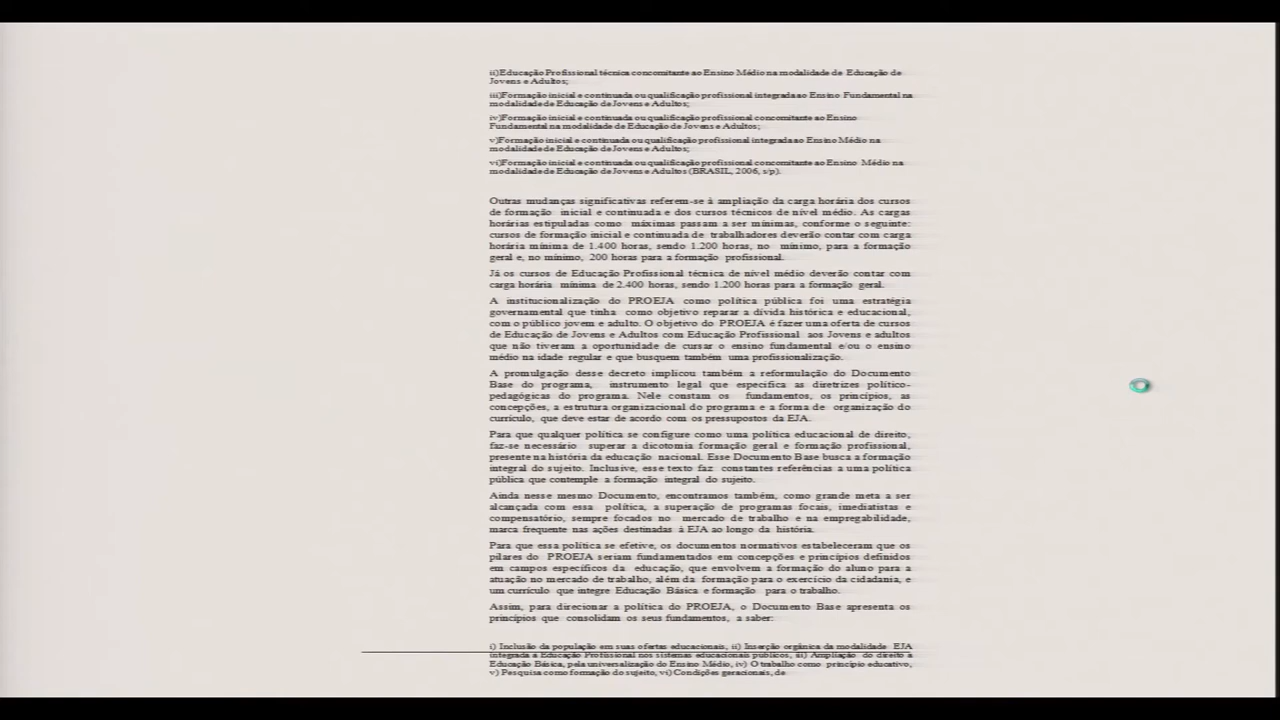 ii)Educação Profissional técnica concomitante ao Ensino Médio na modalidade de Educação de
Jovens e Adultos;
iii)Formação inicial e continuada ou qualificação profissional integrada ao Ensino Fundamental na
modalidade de Educação de Jovens e Adultos;
iv)Formação inicial e continuada ou qualificação profissional concomitante ao Ensino
Fundamental na modalidade de Educação de Jovens e Adultos;
v)Formação inicial e continuada ou qualificação profissional integrada ao Ensino Médio na
modalidade de Educação de Jovens e Adultos;
vi)Formação inicial e continuada ou qualificação profissional concomitante ao Ensino Médio na
modalidade de Educação de Jovens e Adultos (BRASIL, 2006, s/p).
Outras mudanças significativas referem-se à ampliação da carga horária dos cursos
de formação inicial e continuada e dos cursos técnicos de nível médio. As cargas
horárias estipuladas como máximas passam a ser mínimas, conforme o seguinte:
cursos de formação inicial e continuada de trabalhadores deverão contar com carga
horária mínima de 1.400 horas, sendo 1.200 horas, no mínimo, para a formação
geral e, no mínimo, 200 horas para a formação profissional.
Já os cursos de Educação Profissional técnica de nível médio deverão contar com
carga horária mínima de 2.400 horas, sendo 1.200 horas para a formação geral.
A institucionalização do PROEJA como política pública foi uma estratégia
governamental que tinha como objetivo reparar a dívida histórica e educacional,
com o público jovem e adulto. O objetivo do PROEJA é fazer uma oferta de cursos
de Educação de Jovens e Adultos com Educação Profissional aos Jovens e adultos
que não tiveram a oportunidade de cursar o ensino fundamental e/ou o ensino
médio na idade regular e que busquem também uma profissionalização.
A promulgação desse decreto implicou também a reformulação do Documento
Base do programa, instrumento legal que especifica as diretrizes político-
pedagógicas do programa. Nele constam os fundamentos, os princípios, as
concepções, a estrutura organizacional do programa e a forma de organização do
currículo, que deve estar de acordo com os pressupostos da EJA.
Para que qualquer política se configure como uma política educacional de direito,
faz-se necessário superar a dicotomia formação geral e formação profissional,
presente na história da educação nacional. Esse Documento Base busca a formação
integral do sujeito. Inclusive, esse texto faz constantes referências a uma política
pública que contemple a formação integral do sujeito.
Ainda nesse mesmo Documento, encontramos também, como grande meta a ser
alcançada com essa política, a superação de programas focais, imediatistas e
compensatório, sempre focados no mercado de trabalho e na empregabilidade,
marca frequente nas ações destinadas à EJA ao longo da história.
Para que essa política se efetive, os documentos normativos estabeleceram que os
pilares do PROEJA seriam fundamentados em concepções e princípios definidos
em campos específicos da educação, que envolvem a formação do aluno para a
atuação no mercado de trabalho, além da formação para o exercício da cidadania, e
um currículo que integre Educação Básica e formação para o trabalho.
Assim, para direcionar a política do PROEJA, o Documento Base apresenta os
princípios que consolidam os seus fundamentos, a saber:
i) Inclusão da população em suas ofertas educacionais, ii) Inserção orgânica da modalidade EJA
integrada a Educação Profissional nos sistemas educacionais públicos, iii) Ampliação do direito a
Educação Básica, pela universalização do Ensino Médio, iv) O trabalho como princípio educativo,
v) Pesquisa como formação do sujeito, vi) Condições geracionais, de